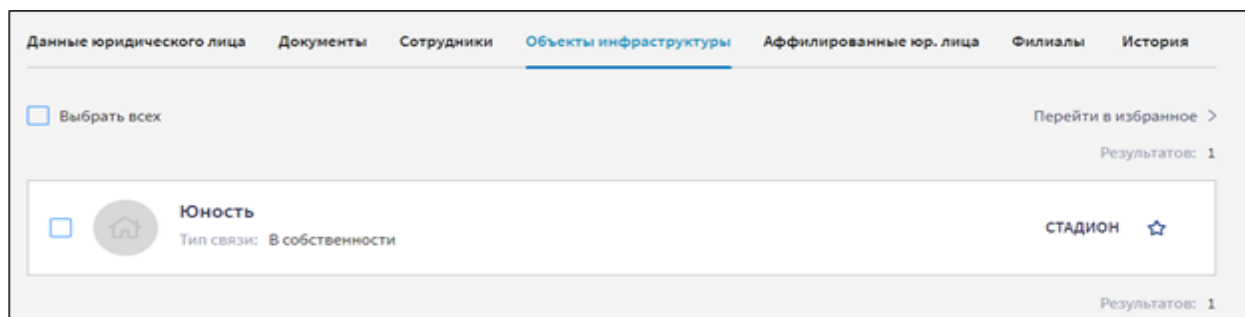 Данные юридического лица Документы Сотрудники Объекты инфраструктуры Аффилированные юр. лица Филиалы История
Выбрать всех Перейти в избранное >
Результатов: 1
Юность
Тип связи: В собственности СТАДИОН
Результатов: 1